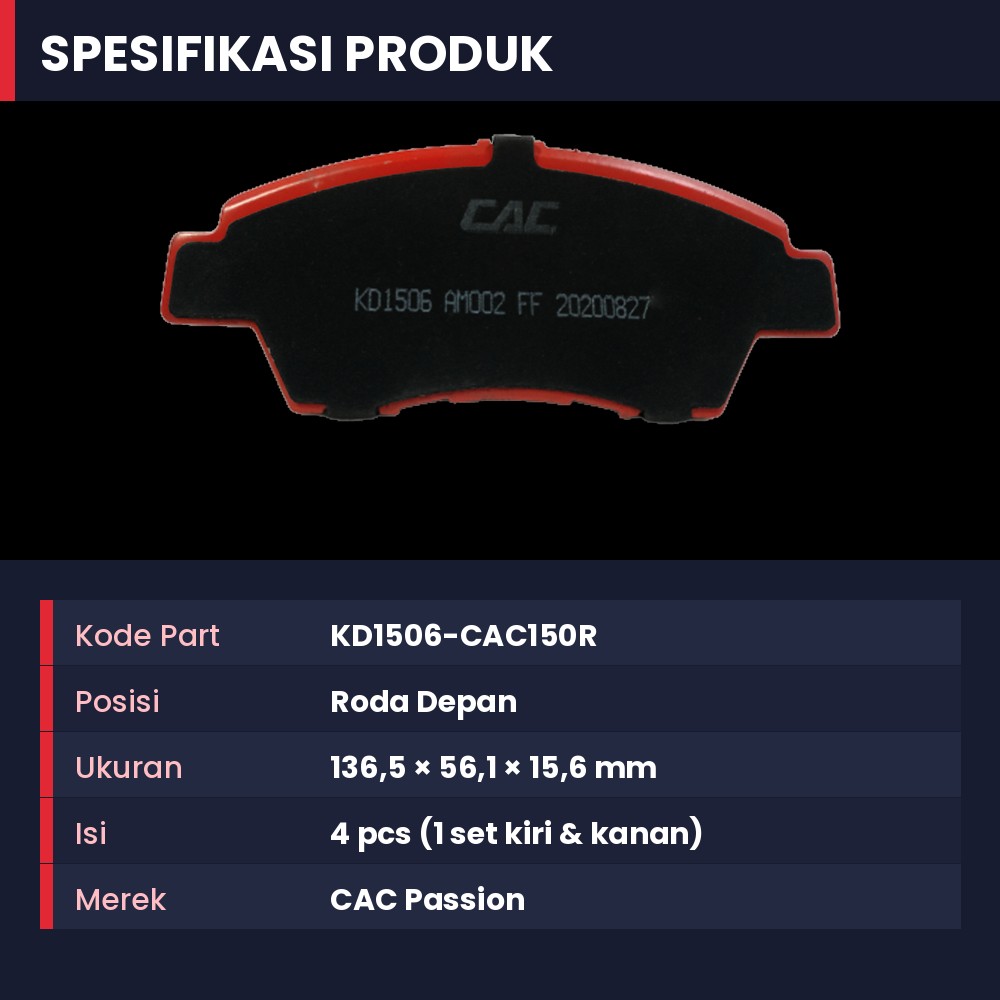 SPESIFIKASI PRODUK
CAC
KD1506 AM002 FF 20200827
Kode Part KD1506-CAC150R
Posisi Roda Depan
Ukuran 136,5 × 56,1 × 15,6 mm
Isi 4 pcs (1 set kiri & kanan)
Merek CAC Passion